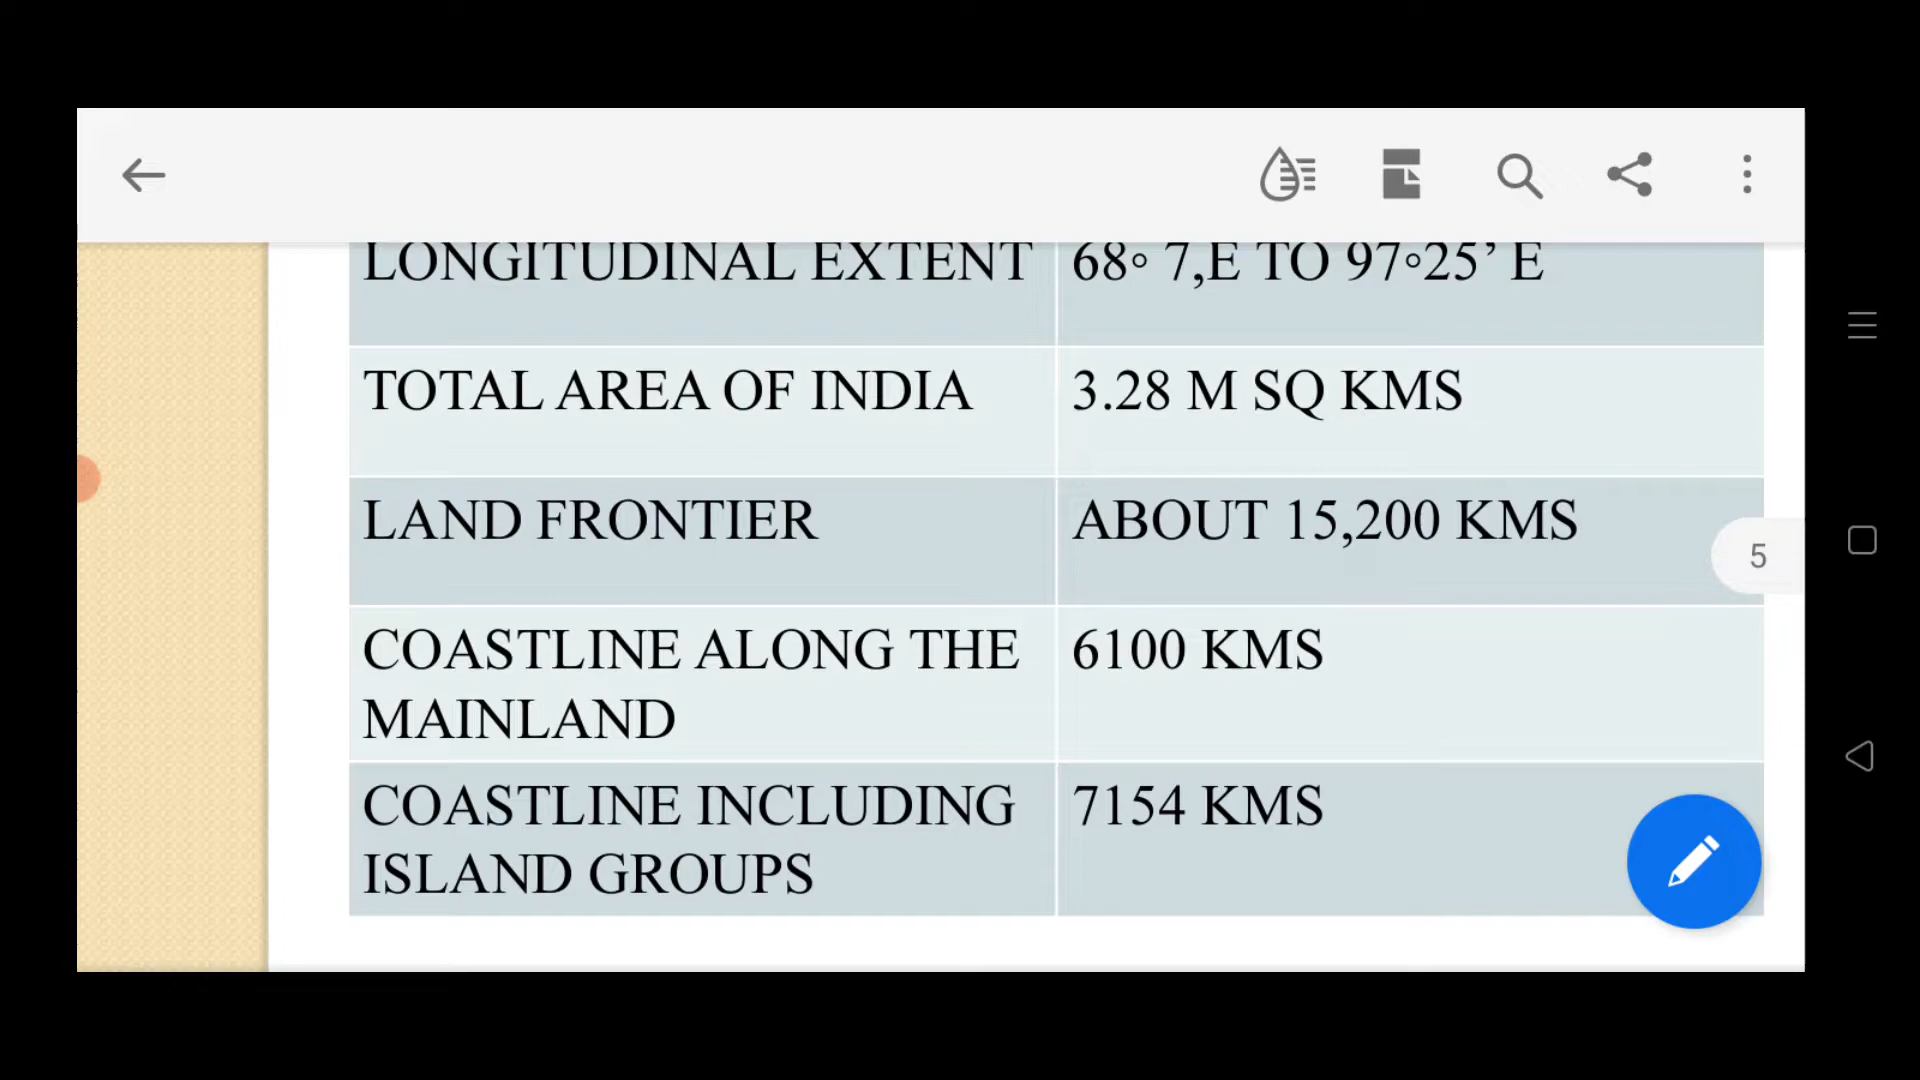 LONGITUDINAL EXTENT 68◦ 7,E TO 97◦25’ E
TOTAL AREA OF INDIA 3.28 M SQ KMS
LAND FRONTIER ABOUT 15,200 KMS
5
COASTLINE ALONG THE 6100 KMS
MAINLAND
COASTLINE INCLUDING 7154 KMS
ISLAND GROUPS